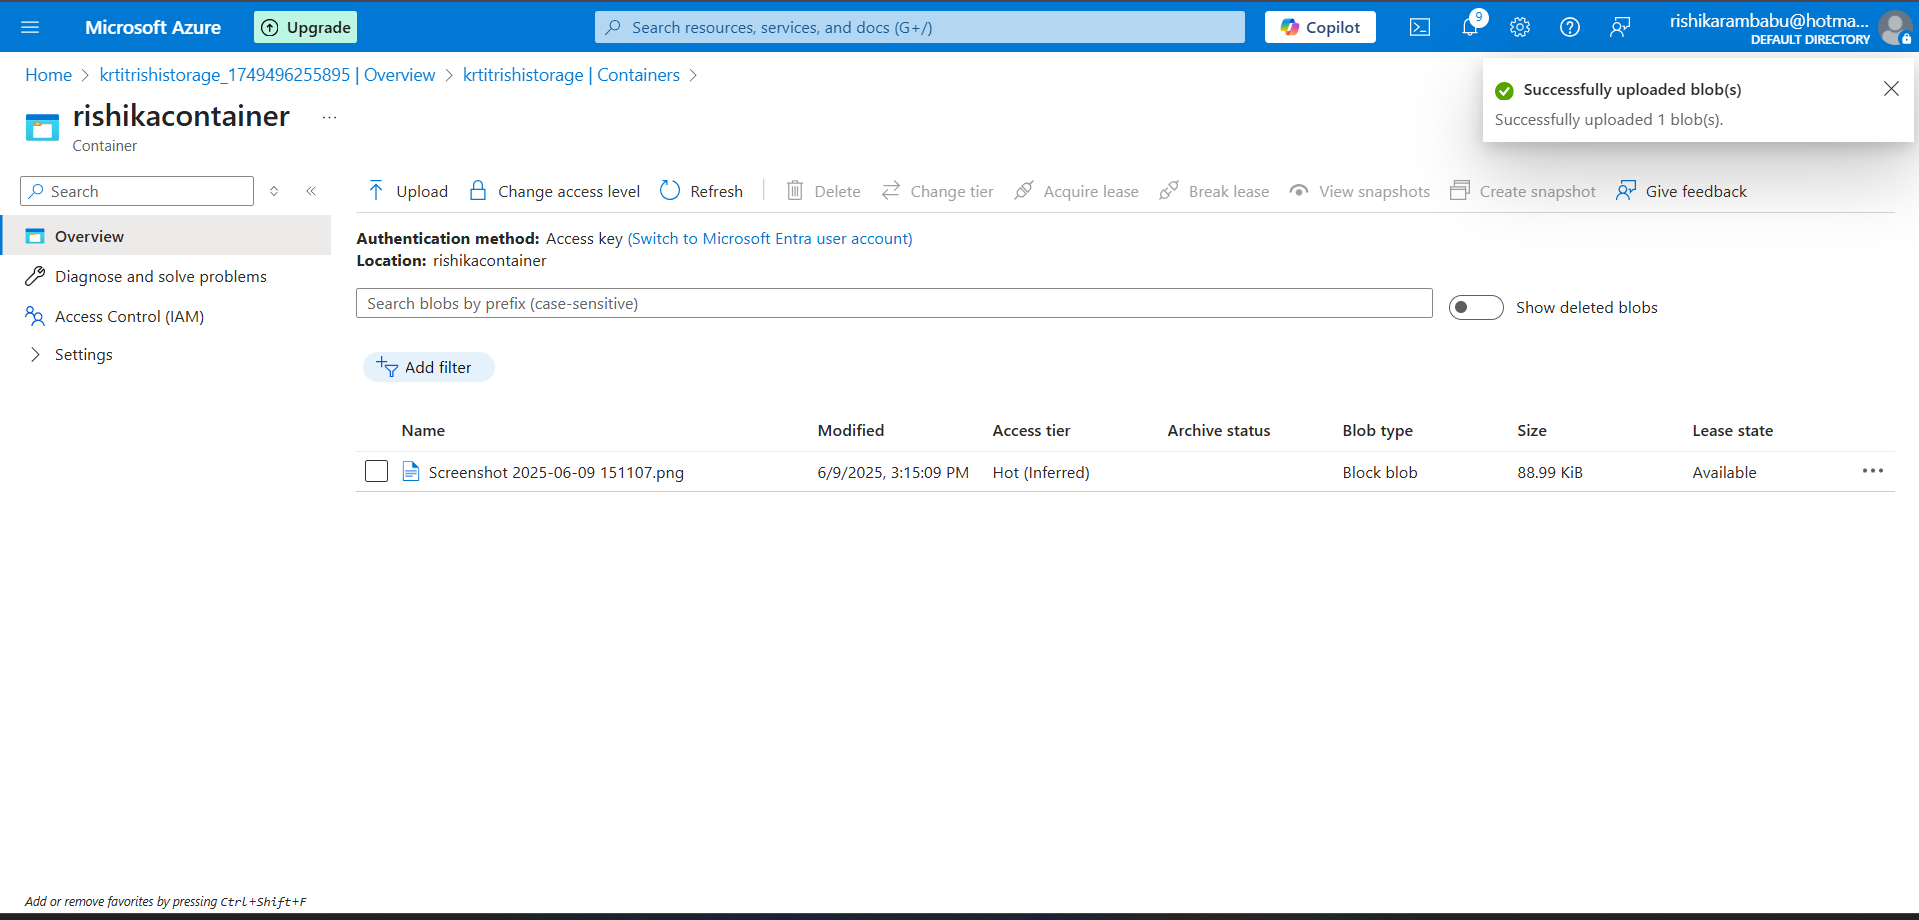 Microsoft Azure
Upgrade
Search resources, services, and docs (G+/)
Copilot
9
rishikarambabu@hotma...
DEFAULT DIRECTORY
Home > krtitrishistorage_1749496255895 | Overview > krtitrishistorage | Containers >
rishikacontainer ...
Container
Successfully uploaded blob(s)
Successfully uploaded 1 blob(s).
Search
Overview
Diagnose and solve problems
Access Control (IAM)
Settings
Upload Change access level Refresh Delete Change tier Acquire lease Break lease View snapshots Create snapshot Give feedback
Authentication method: Access key (Switch to Microsoft Entra user account)
Location: rishikacontainer
Search blobs by prefix (case-sensitive)
Show deleted blobs
Add filter
Name Modified Access tier Archive status Blob type Size Lease state
Screenshot 2025-06-09 151107.png 6/9/2025, 3:15:09 PM Hot (Inferred) Block blob 88.99 KiB Available ...
Add or remove favorites by pressing Ctrl+Shift+F